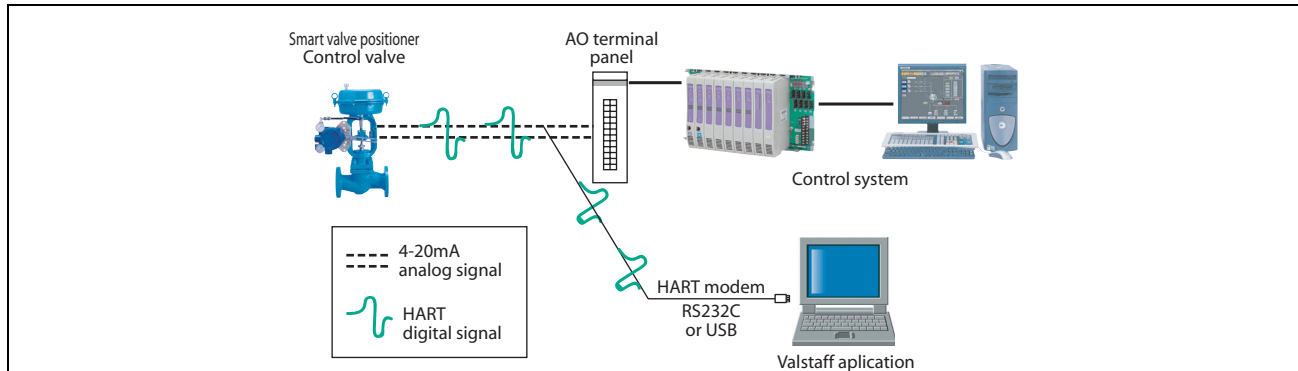 Smart valve positioner
Control valve
AO terminal
panel
Control system
4-20mA
analog signal
HART
digital signal
HART modem
RS232C
or USB
Valstaff aplication